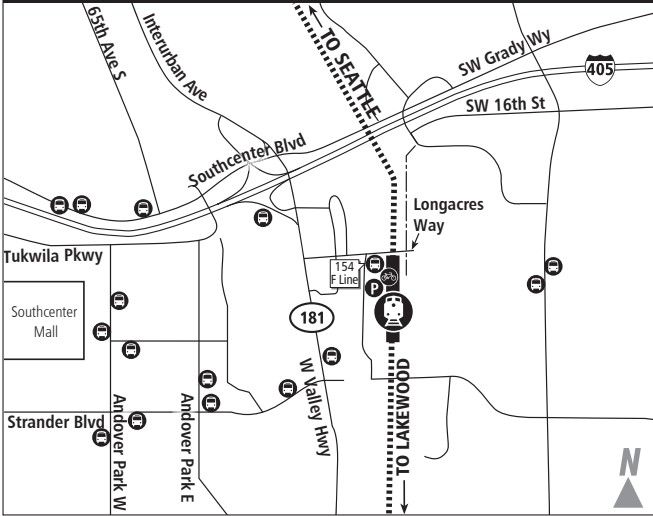 65th Ave S
Interurban Ave
TO SEATTLE
SW Grady Wy
405
SW 16th St
Southcenter Blvd
Longacres
Way
Tukwila Pkwy
154
F Line
P
Southcenter
Mall
181
W Valley Hwy
TO LAKEWOOD
Strander Blvd
Andover Park W
Andover Park E
N